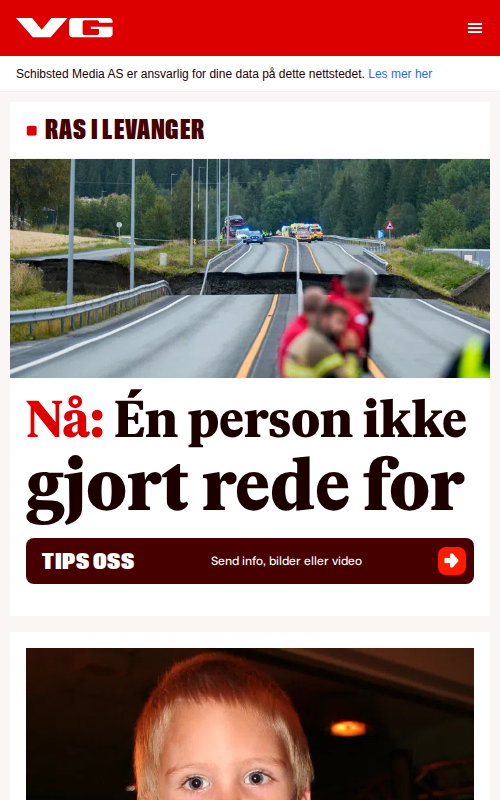 VG
Schibsted Media AS er ansvarlig for dine data på dette nettstedet. Les mer her
RAS I LEVANGER
Nå: Én person ikke
gjort rede for
TIPS OSS Send info, bilder eller video